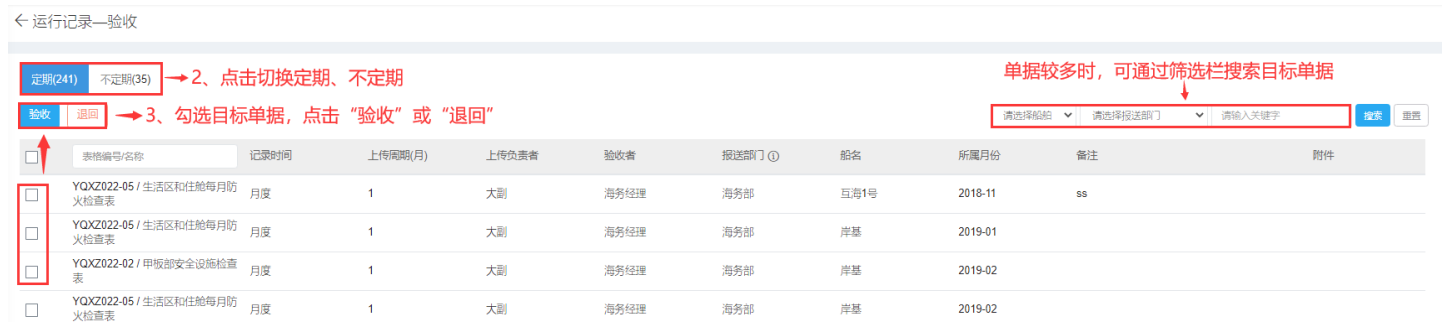 运行记录—验收
定期(241) 不定期(35) 2、点击切换定期、不定期
单据较多时，可通过筛选栏搜索目标单据
验收 退回 3、勾选目标单据，点击“验收”或“退回”
请选择船舶 请选择报送部门 请输入关键字 搜索 重置
表格编号/名称 记录时间 上传周期(月) 上传负责者 验收者 报送部门 船名 所属月份 备注 附件
YQXZ022-05 / 生活区和住舱每月防火检查表 月度 1 大副 海务经理 海务部 互海1号 2018-11 ss
YQXZ022-05 / 生活区和住舱每月防火检查表 月度 1 大副 海务经理 海务部 岸基 2019-01
YQXZ022-02 / 甲板部安全设施检查表 月度 1 大副 海务经理 海务部 岸基 2019-02
YQXZ022-05 / 生活区和住舱每月防火检查表 月度 1 大副 海务经理 海务部 岸基 2019-02